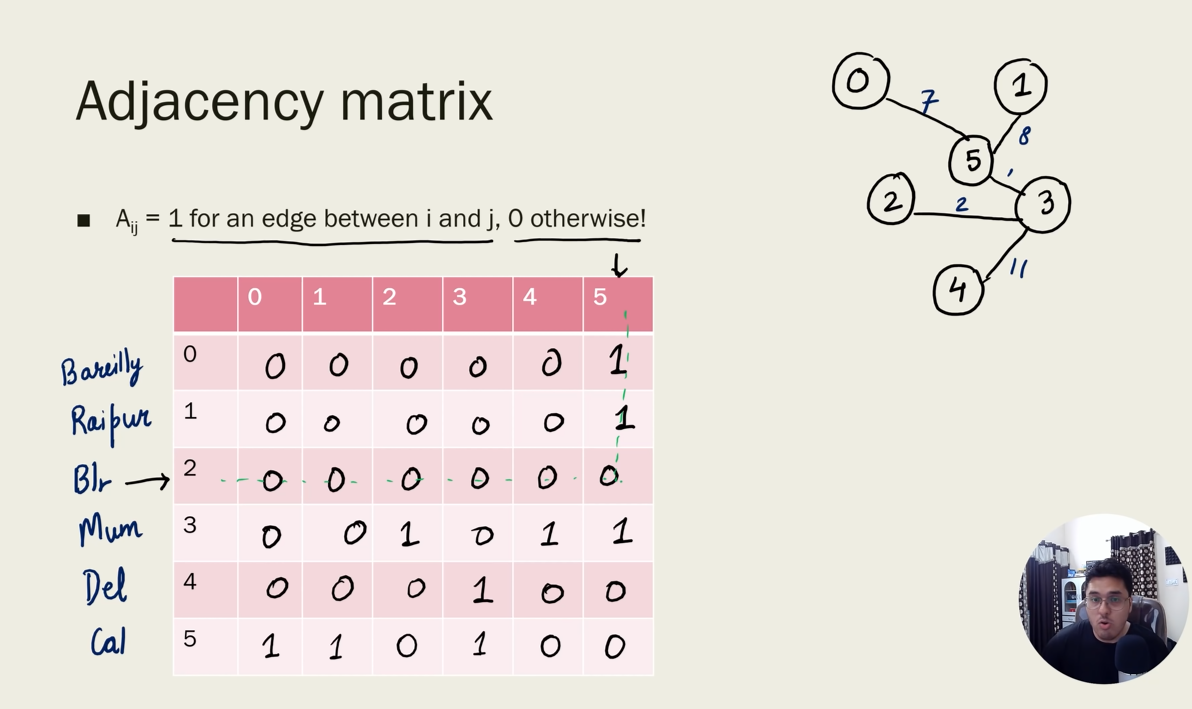 Adjacency matrix
0 1
7 8
5
2 2 3
11
4
■ Aij = 1 for an edge between i and j, 0 otherwise!
0 1 2 3 4 5
Bareilly 0 0 0 0 0 0 1
Raipur 1 0 0 0 0 0 1
Blr 2 0 0 0 0 0 0
Mum 3 0 0 1 0 1 1
Del 4 0 0 0 1 0 0
Cal 5 1 1 0 1 0 0